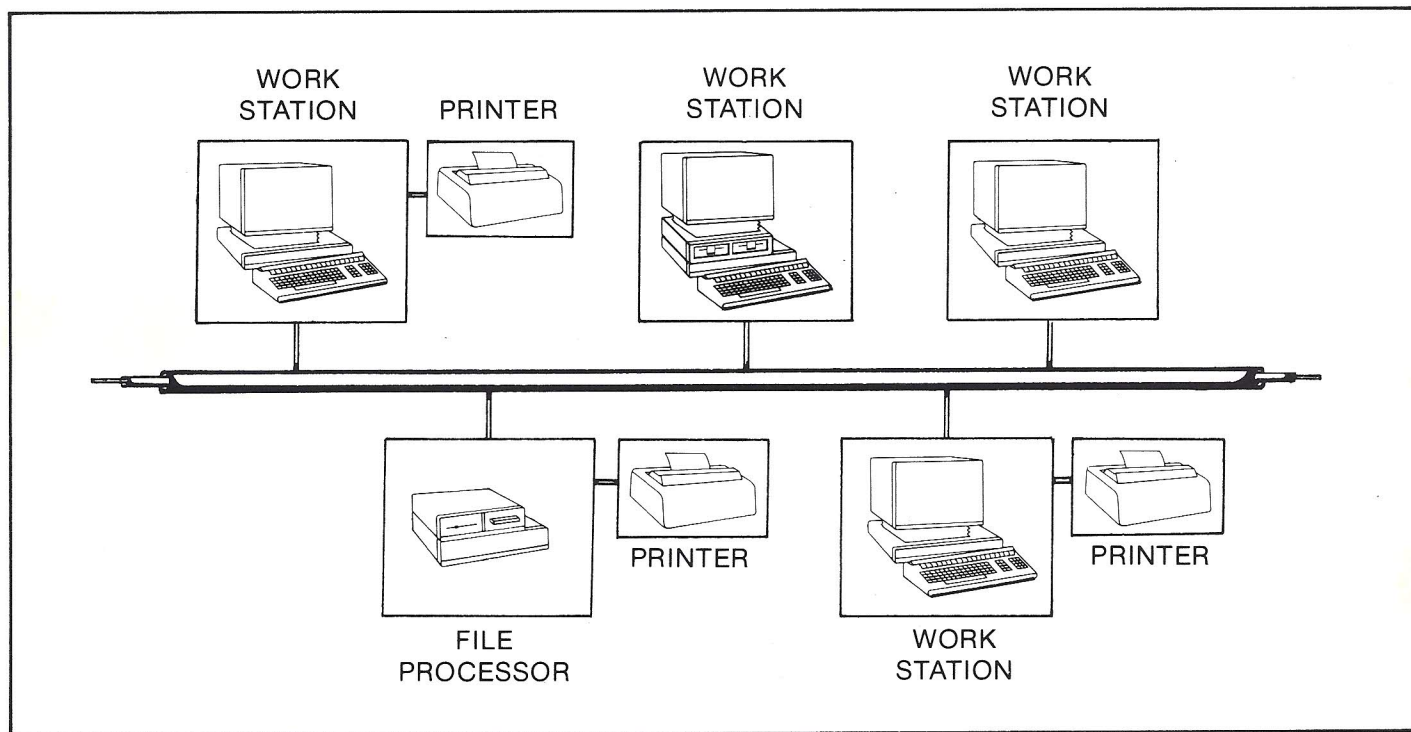 WORK
STATION
PRINTER
WORK
STATION
WORK
STATION
PRINTER
PRINTER
FILE
PROCESSOR
WORK
STATION